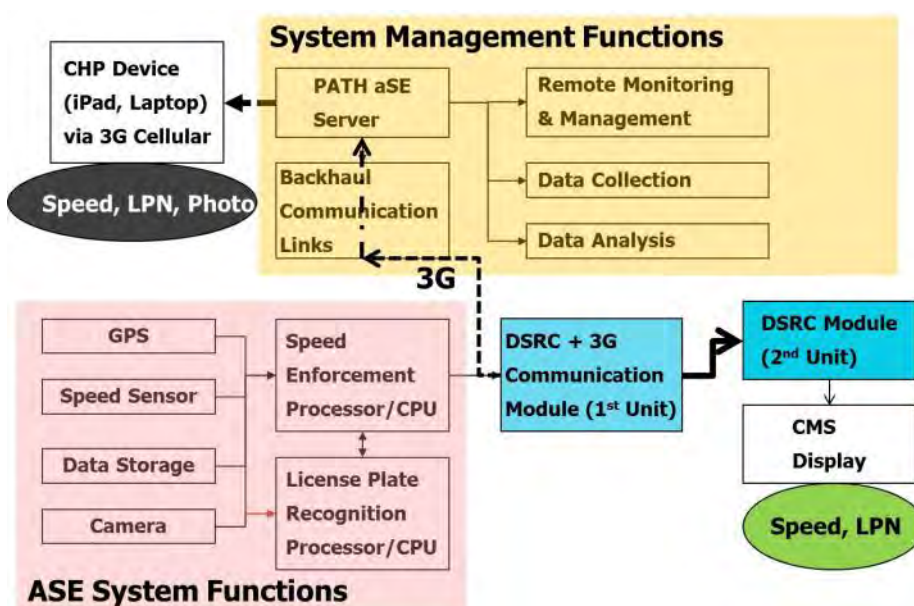 System Management Functions
CHP Device
(iPad, Laptop)
via 3G Cellular
Speed, LPN, Photo
PATH aSE
Server
Remote Monitoring
& Management
Backhaul
Communication
Links
Data Collection
Data Analysis
3G
GPS
Speed Sensor
Data Storage
Camera
Speed
Enforcement
Processor/CPU
License Plate
Recognition
Processor/CPU
ASE System Functions
DSRC + 3G
Communication
Module (1st Unit)
DSRC Module
(2nd Unit)
CMS
Display
Speed, LPN